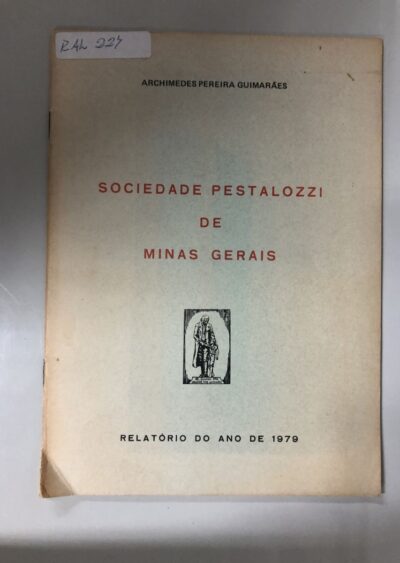 RAL 227
ARCHIMEDES PEREIRA GUIMARÃES
SOCIEDADE PESTALOZZI
DE
MINAS GERAIS
RELATÓRIO DO ANO DE 1979